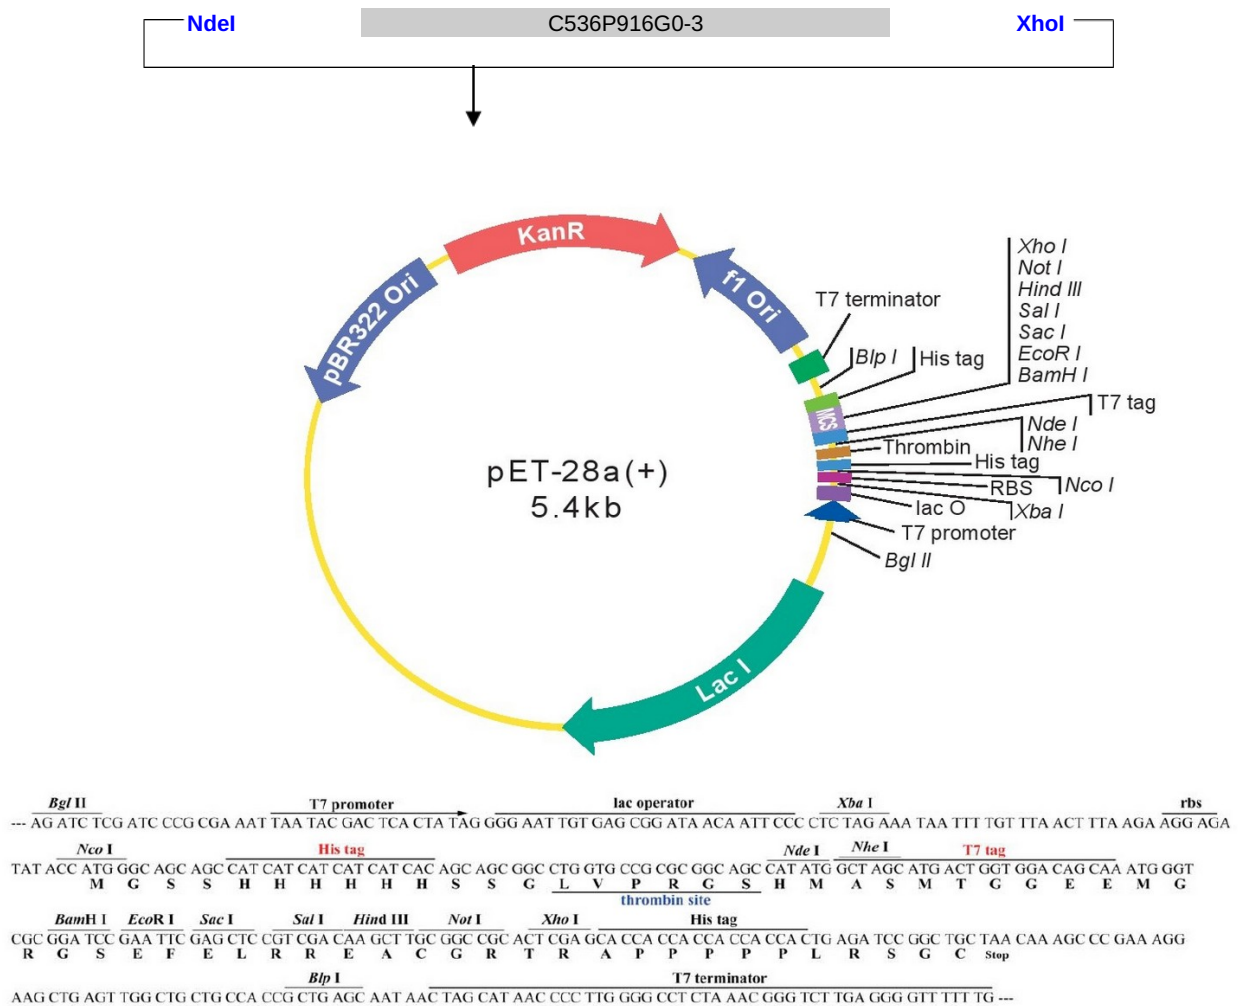 NdeI C536P916G0-3 XhoI
KanR
f1 Ori
pBR322 Ori
T7 terminator
Xho I
Not I
Hind III
Sal I
Sac I
EcoR I
BamH I
Blp I
His tag
MCS
T7 tag
Nde I
Nhe I
Thrombin
His tag
Nco I
RBS
lac O
Xba I
T7 promoter
Bgl II
pET-28a(+)
5.4kb
Lac I
Bgl II T7 promoter lac operator Xba I rbs
--- AG ATC TCG ATC CCG CGA AAT TAA TAC GAC TCA CTA TAG GGG AAT TGT GAG CGG ATA ACA ATT CCC CTC TAG AAA TAA TTT TGT TTA ACT TTA AGA AGG AGA
Nco I His tag Nde I Nhe I T7 tag
TAT ACC ATG GGC AGC AGC CAT CAT CAT CAT CAT CAC AGC AGC GGC CTG GTG CCG CGC GGC AGC CAT ATG GCT AGC ATG ACT GGT GGA CAG CAA ATG GGT
M G S S H H H H H H S S G L V P R G S H M A S M T G G E E M G
thrombin site
BamH I EcoR I Sac I Sal I Hind III Not I Xho I His tag
CGC GGA TCC GAA TTC GAG CTC CGT CGA CAA GCT TGC GGC CGC ACT CGA GCA CCA CCA CCA CCA CCA CTG AGA TCC GGC TGC TAA CAA AGC CCG AAA GG
R G S E F E L R R E A C G R T R A P P P P P L R S G C Stop
Blp I T7 terminator
AAG CTG AGT TGG CTG CTG CCA CCG CTG AGC AAT AAC TAG CAT AAC CCC TTG GGG CCT CTA AAC GGG TCT TGA GGG GTT TTT TG ---